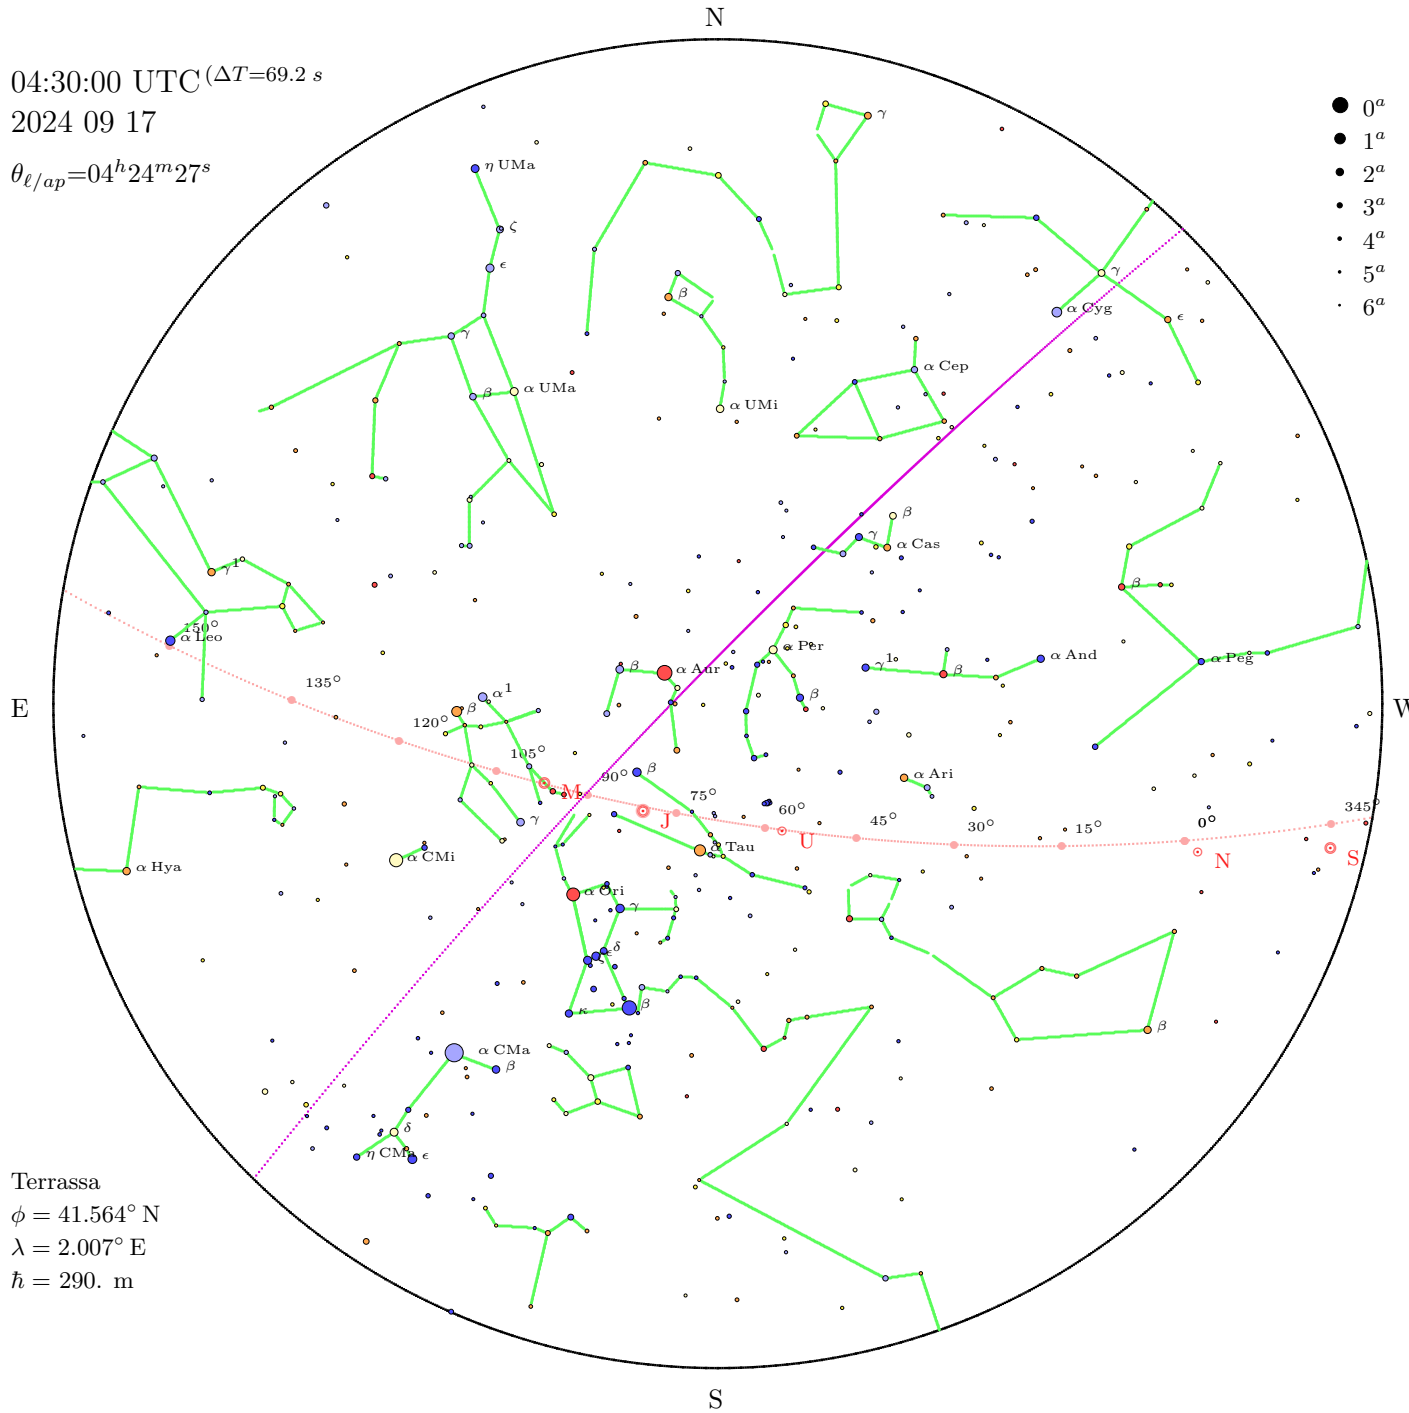 N
04:30:00 UTC (ΔT=69.2 s
2024 09 17
θℓ/ap=04h24m27s
0a
1a
2a
3a
4a
5a
6a
γ
η UMa
ζ
ϵ
γ
β
α UMa
β
α UMi
γ
α Cyg
ϵ
α Cep
β
γ
α Cas
β
γ1
150°
α Leo
α Per
β
β
α Aur
γ1
β
α And
α Peg
E
W
135°
120°
β
α1
105°
90°
β
75°
60°
45°
30°
15°
0°
345°
M
J
U
N
S
α Ari
γ
α CMi
α Tau
α Hya
α Ori
γ
δ
ϵ
ζ
κ
β
β
α CMa
β
δ
η CMa
ϵ
Terrassa
ϕ = 41.564° N
λ = 2.007° E
ħ = 290. m
S